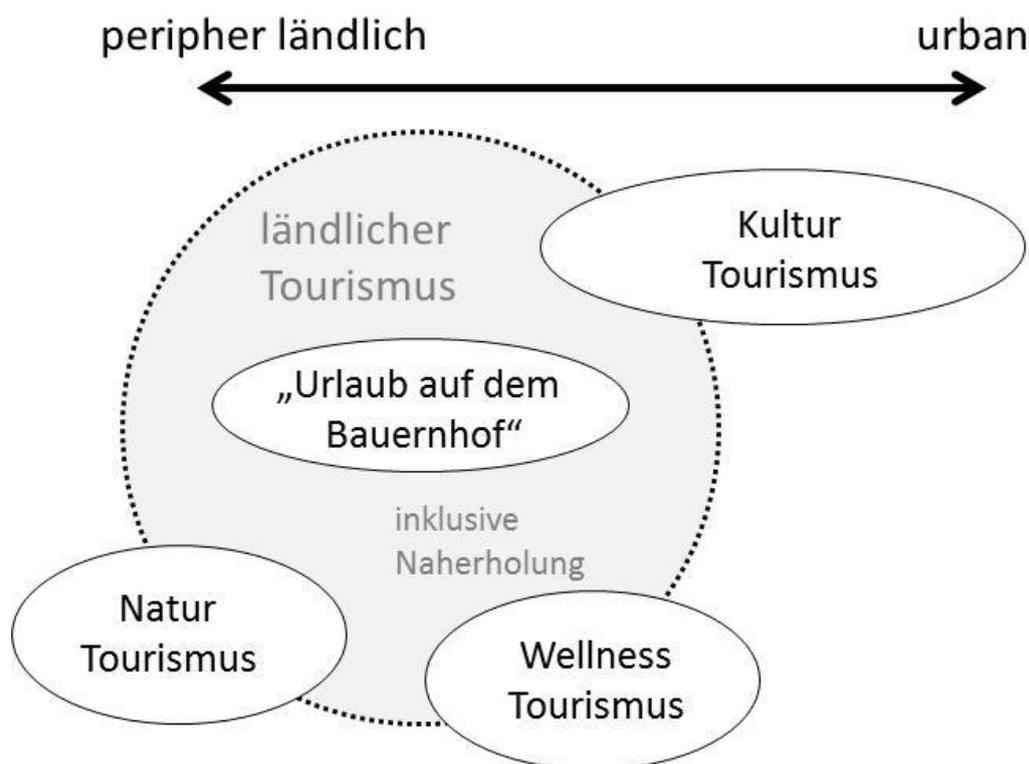 peripher ländlich
urban
ländlicher
Tourismus
Kultur
Tourismus
„Urlaub auf dem
Bauernhof“
inklusive
Naherholung
Natur
Tourismus
Wellness
Tourismus